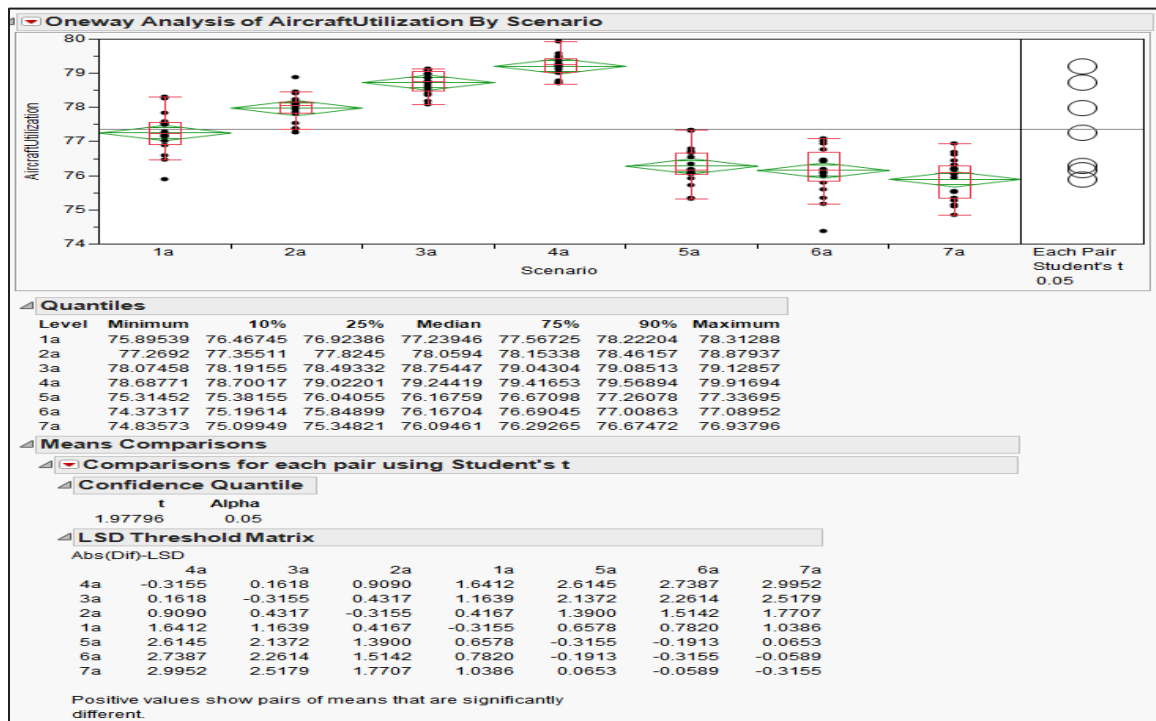 Oneway Analysis of AircraftUtilization By Scenario
80
79
78
77
76
75
74
AircraftUtilization
1a 2a 3a 4a 5a 6a 7a
Scenario
Each Pair
Student's t
0.05
Quantiles
Level Minimum 10% 25% Median 75% 90% Maximum
1a 75.89539 76.46745 76.92386 77.23946 77.56725 78.22204 78.31288
2a 77.2692 77.35511 77.8245 78.0594 78.15338 78.46157 78.87937
3a 78.07458 78.19155 78.49332 78.75447 79.04304 79.08513 79.12857
4a 78.68771 78.70017 79.02201 79.24419 79.41653 79.56894 79.91694
5a 75.31452 75.38155 76.04055 76.16759 76.67098 77.26078 77.33695
6a 74.37317 75.19614 75.84899 76.16704 76.69045 77.00863 77.08952
7a 74.83573 75.09949 75.34821 76.09461 76.29265 76.67472 76.93796
Means Comparisons
Comparisons for each pair using Student's t
Confidence Quantile
t Alpha
1.97796 0.05
LSD Threshold Matrix
Abs(Dif)-LSD
4a 3a 2a 1a 5a 6a 7a
4a -0.3155 0.1618 0.9090 1.6412 2.6145 2.7387 2.9952
3a 0.1618 -0.3155 0.4317 1.1639 2.1372 2.2614 2.5179
2a 0.9090 0.4317 -0.3155 0.4167 1.3900 1.5142 1.7707
1a 1.6412 1.1639 0.4167 -0.3155 0.6578 0.7820 1.0386
5a 2.6145 2.1372 1.3900 0.6578 -0.3155 -0.1913 0.0653
6a 2.7387 2.2614 1.5142 0.7820 -0.1913 -0.3155 -0.0589
7a 2.9952 2.5179 1.7707 1.0386 0.0653 -0.0589 -0.3155
Positive values show pairs of means that are significantly
different.